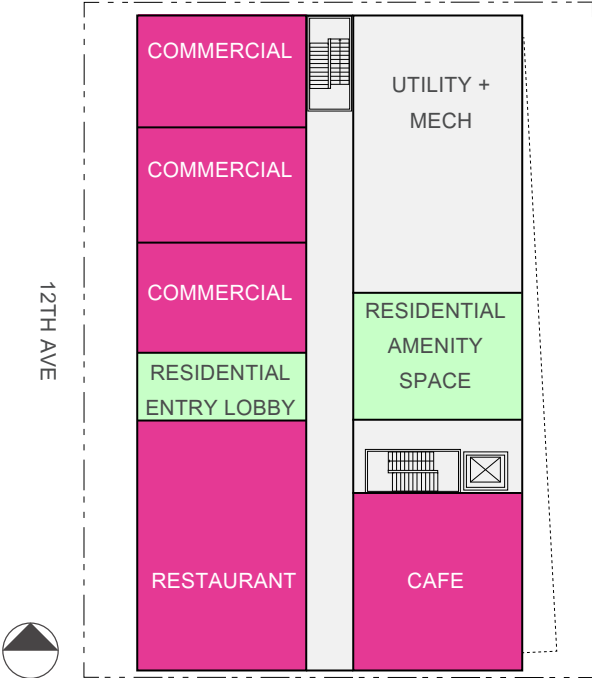 COMMERCIAL
UTILITY +
MECH
COMMERCIAL
COMMERCIAL
12TH AVE
RESIDENTIAL
AMENITY
SPACE
RESIDENTIAL
ENTRY LOBBY
RESTAURANT
CAFE